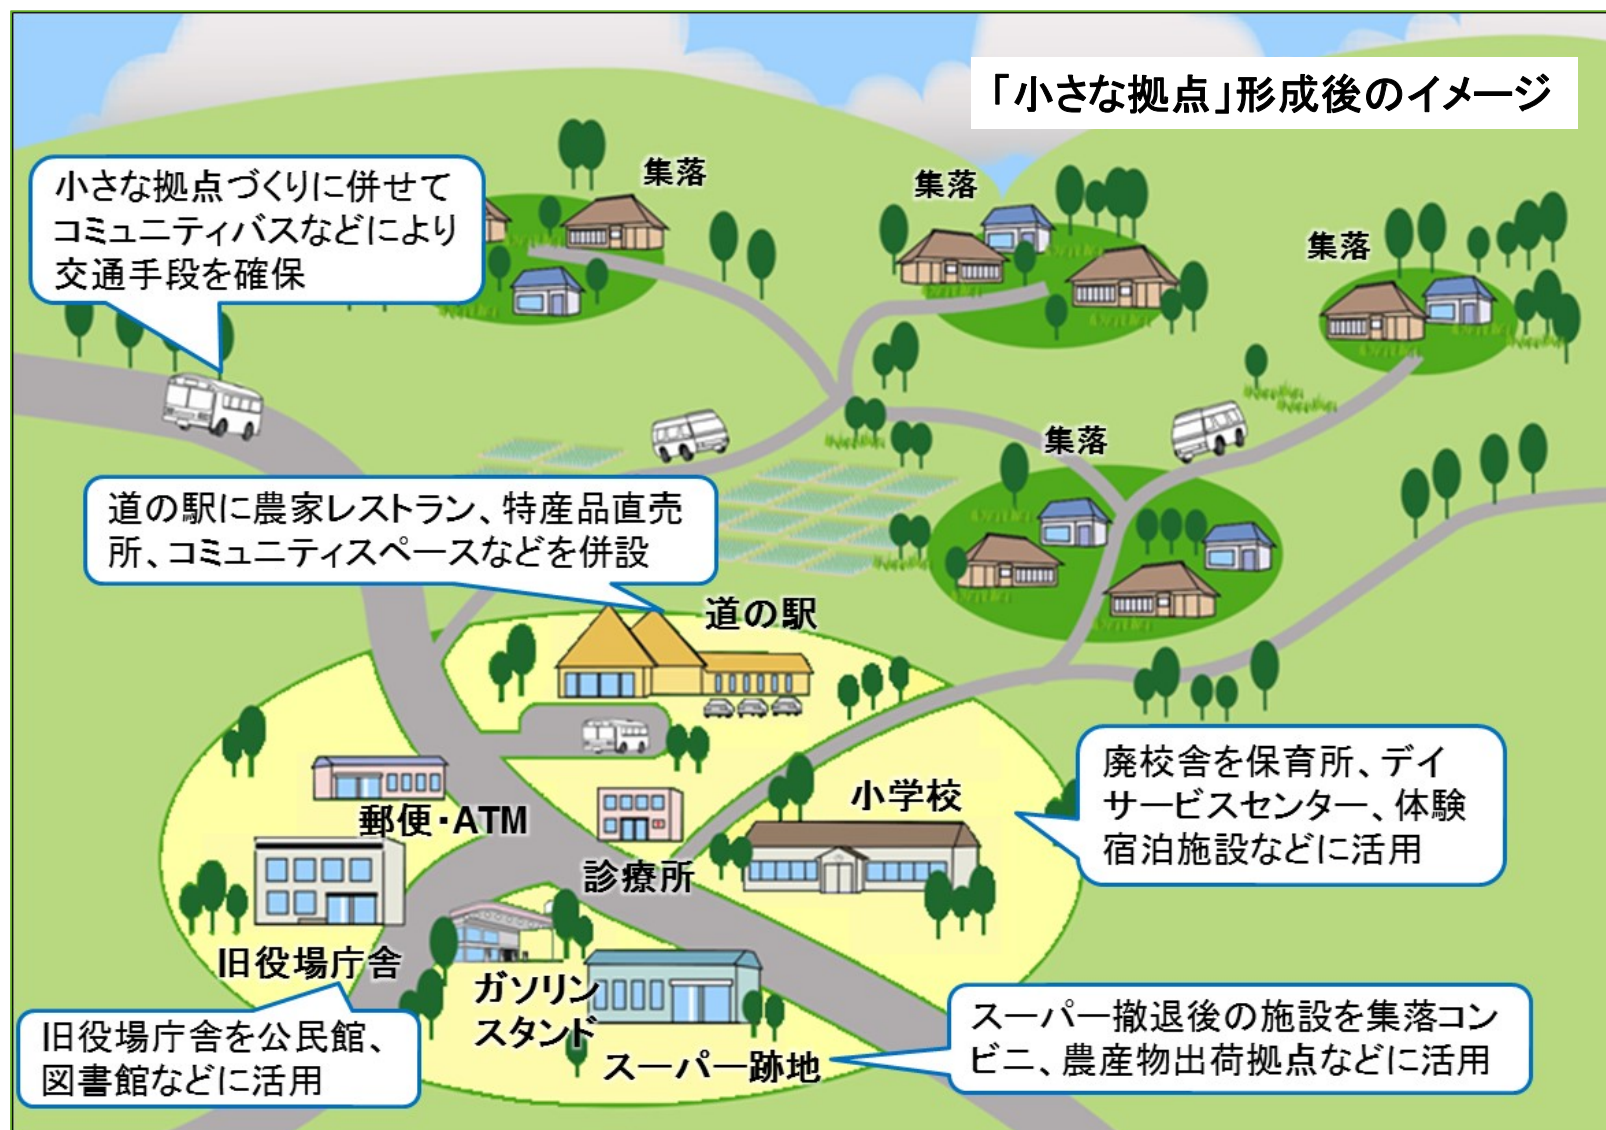 「小さな拠点」形成後のイメージ
小さな拠点づくりに併せて
コミュニティバスなどにより
交通手段を確保
集落
集落
集落
集落
道の駅に農家レストラン、特産品直売
所、コミュニティスペースなどを併設
道の駅
郵便・ATM
小学校
廃校舎を保育所、デイ
サービスセンター、体験
宿泊施設などに活用
診療所
旧役場庁舎
ガソリン
スタンド
スーパー跡地
旧役場庁舎を公民館、
図書館などに活用
スーパー撤退後の施設を集落コン
ビニ、農産物出荷拠点などに活用